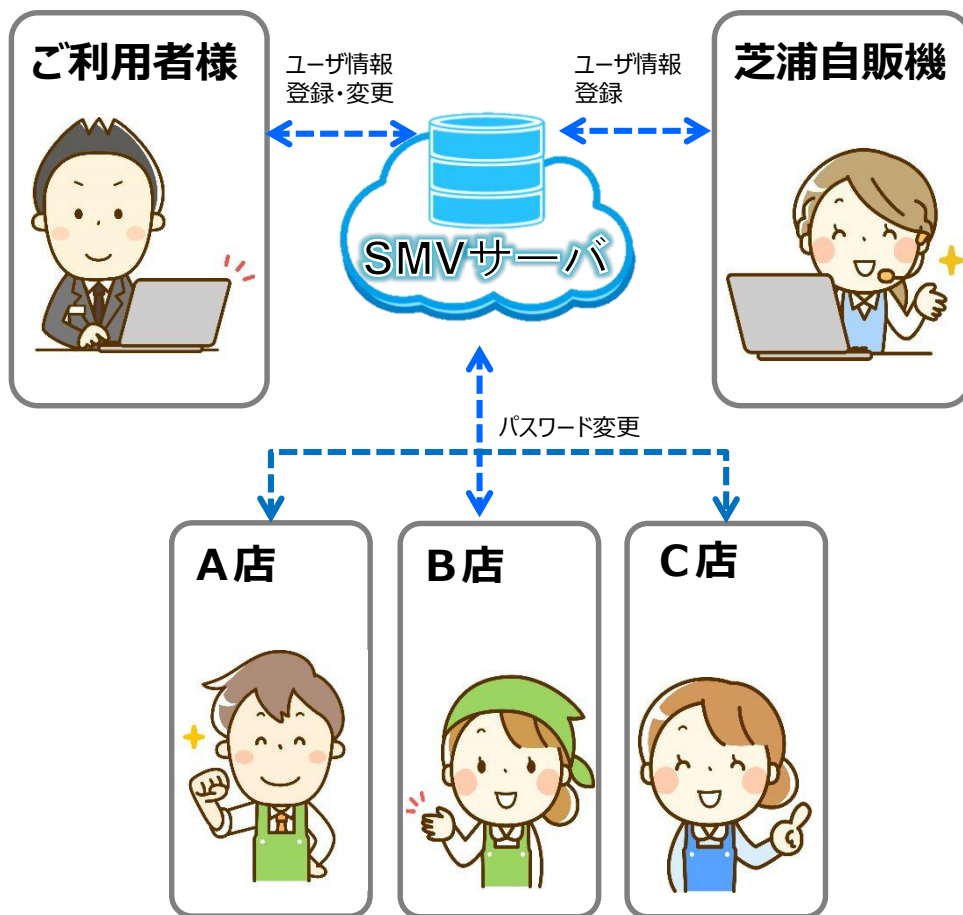 ご利用者様
ユーザ情報
登録・変更
ユーザ情報
登録
芝浦自販機
SMVサーバ
パスワード変更
A店
B店
C店